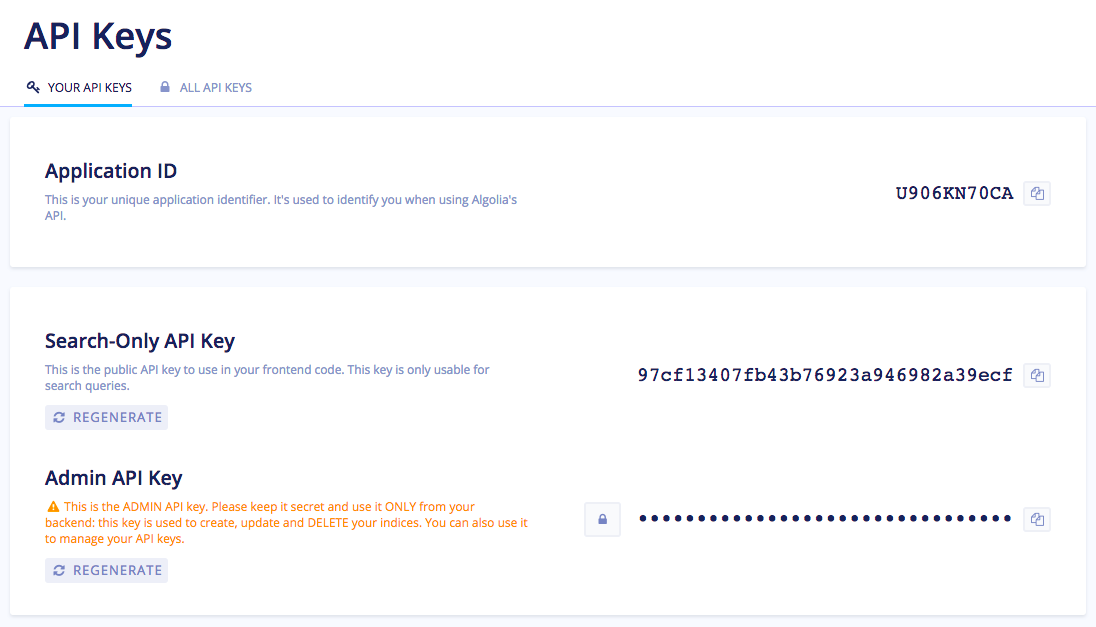 API Keys
YOUR API KEYS
ALL API KEYS
Application ID
This is your unique application identifier. It's used to identify you when using Algolia's
API.
U906KN70CA
Search-Only API Key
This is the public API key to use in your frontend code. This key is only usable for
search queries.
97cf13407fb43b76923a946982a39ecf
REGENERATE
Admin API Key
This is the ADMIN API key. Please keep it secret and use it ONLY from your
backend: this key is used to create, update and DELETE your indices. You can also use it
to manage your API keys.
••••••••••••••••••••••••••••••••
REGENERATE